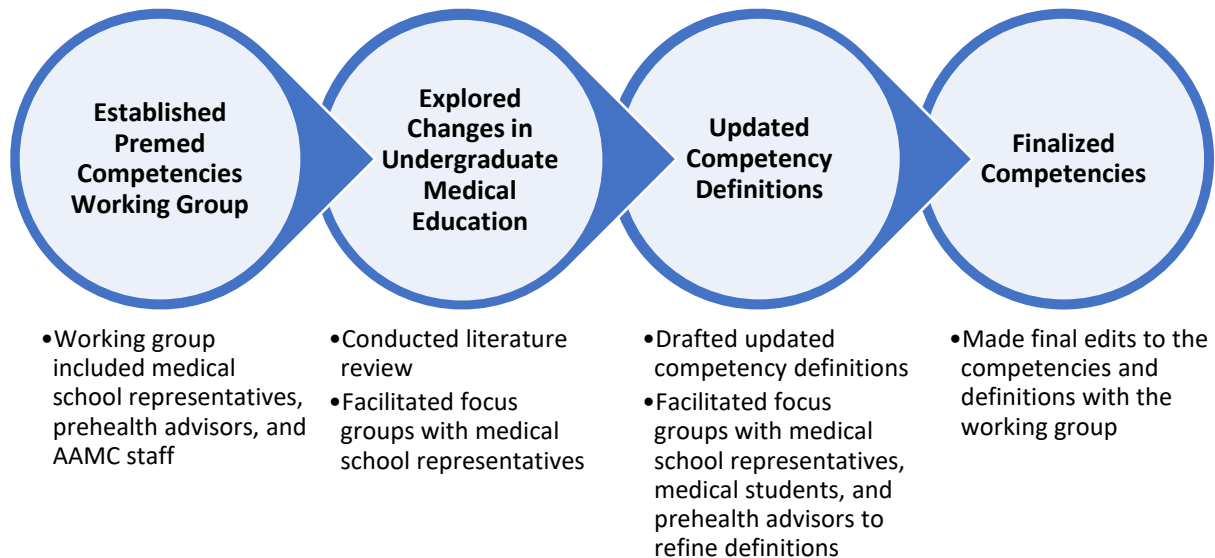 Established
Premed
Competencies
Working Group
Explored
Changes in
Undergraduate
Medical
Education
Updated
Competency
Definitions
Finalized
Competencies
•Working group
included medical
school representatives,
prehealth advisors, and
AAMC staff
•Conducted literature
review
•Facilitated focus
groups with medical
school representatives
•Drafted updated
competency definitions
•Facilitated focus
groups with medical
school representatives,
medical students, and
prehealth advisors to
refine definitions
•Made final edits to the
competencies and
definitions with the
working group